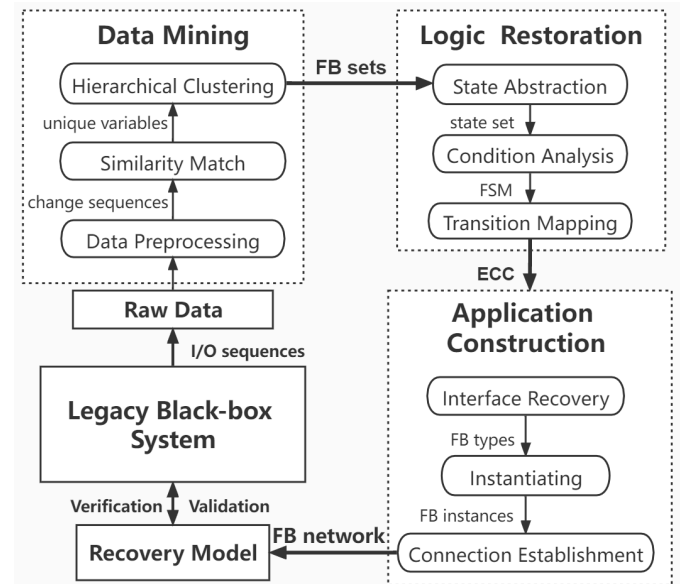 Data Mining
Hierarchical Clustering
unique variables
Similarity Match
change sequences
Data Preprocessing
Raw Data
I/O sequences
Legacy Black-box
System
Verification Validation
Recovery Model
FB sets
Logic Restoration
State Abstraction
state set
Condition Analysis
FSM
Transition Mapping
ECC
Application
Construction
Interface Recovery
FB types
Instantiating
FB instances
Connection Establishment
FB network